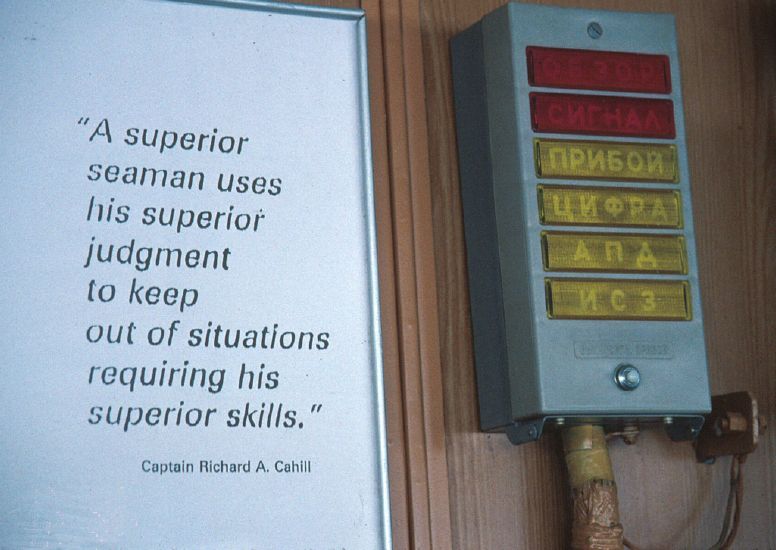 “A superior
seaman uses
his superior
judgment
to keep
out of situations
requiring his
superior skills.”
Captain Richard A. Cahill
ОБЗОР
СИГНАЛ
ПРИБОЙ
ЦИФРА
АПД
ИСЗ